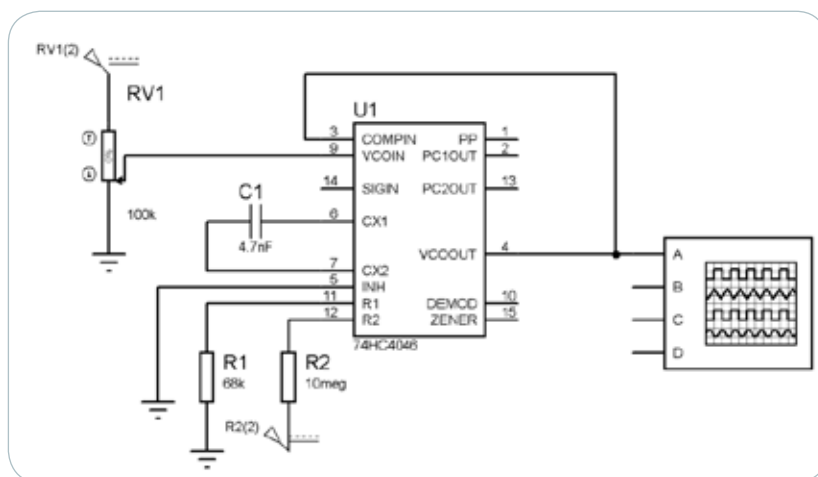 RV1(2)
RV1
100k
C1
4.7nF
U1
3 COMPIN
9 VCOIN
14 SIGIN
6 CX1
7 CX2
5 INH
11 R1
12 R2
PP 1
PC1OUT 2
PC2OUT 13
VCOOUT 4
DEMOD 10
ZENER 15
74HC4046
R1
68k
R2
10meg
R2(2)
A
B
C
D